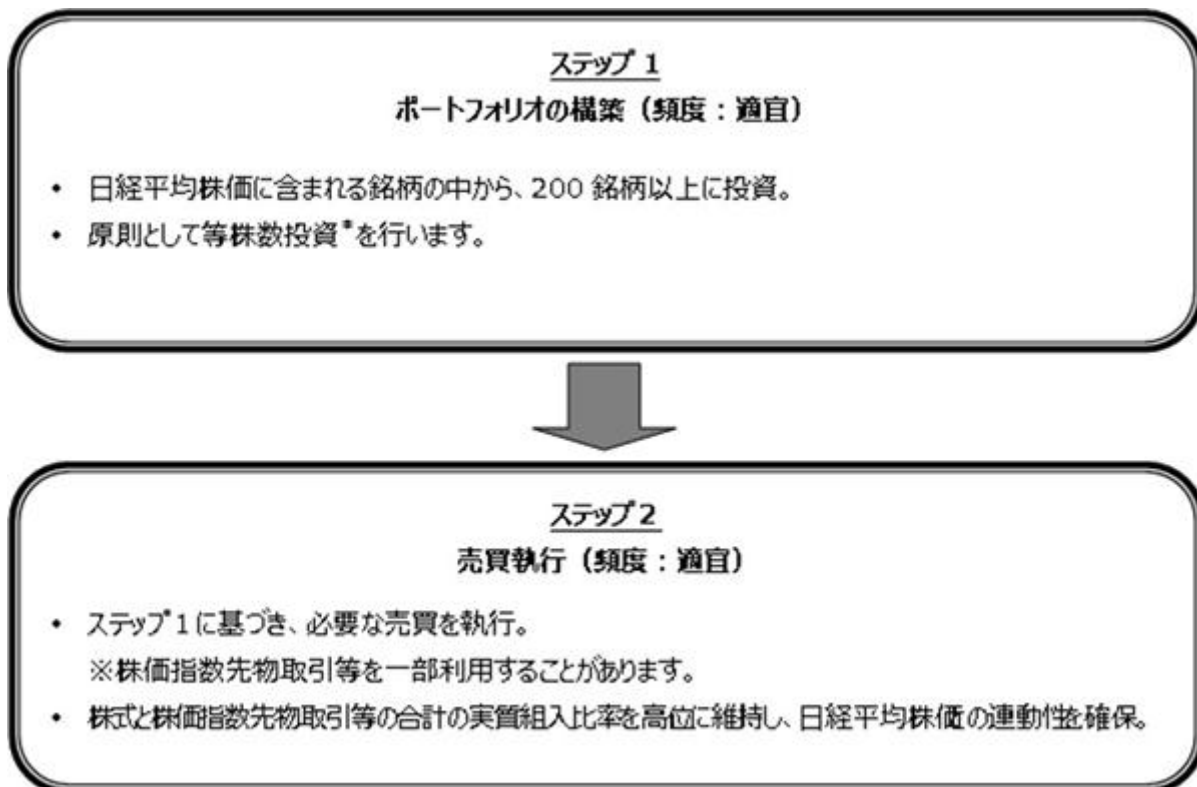 ステップ 1
ポートフォリオの構築（頻度：適宜）
• 日経平均株価に含まれる銘柄の中から、200 銘柄以上に投資。
• 原則として等株数投資*を行います。
ステップ 2
売買執行（頻度：適宜）
• ステップ 1 に基づき、必要な売買を執行。
※株価指数先物取引等を一部利用することがあります。
• 株式と株価指数先物取引等の合計の実質組入比率を高位に維持し、日経平均株価の連動性を確保。